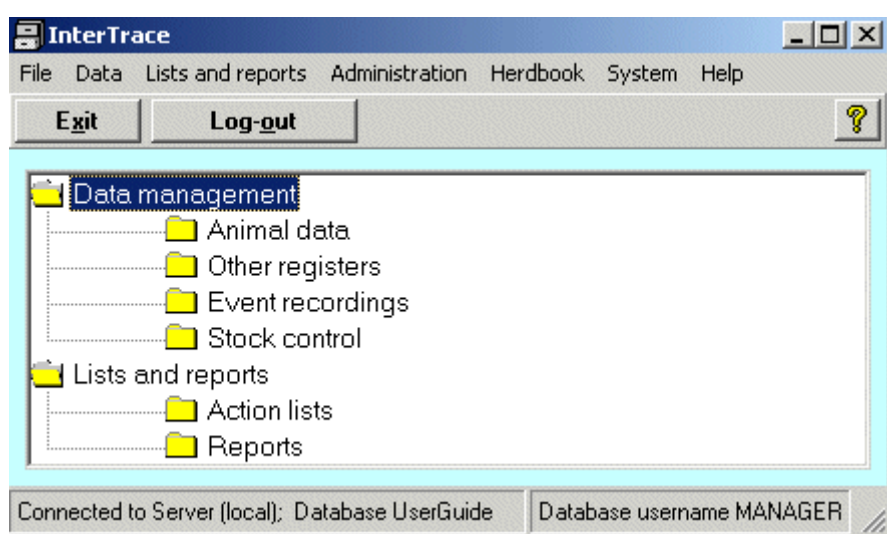 InterTrace
File Data Lists and reports Administration Herdbook System Help
Exit Log-out ?
Data management
Animal data
Other registers
Event recordings
Stock control
Lists and reports
Action lists
Reports
Connected to Server (local); Database UserGuide Database username MANAGER